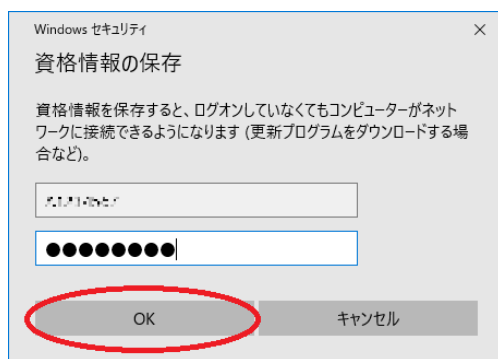 Windows セキュリティ
資格情報の保存
資格情報を保存すると、ログオンしていなくてもコンピューターがネット
ワークに接続できるようになります (更新プログラムをダウンロードする場
合など)。
●●●●●●●●
OK
キャンセル